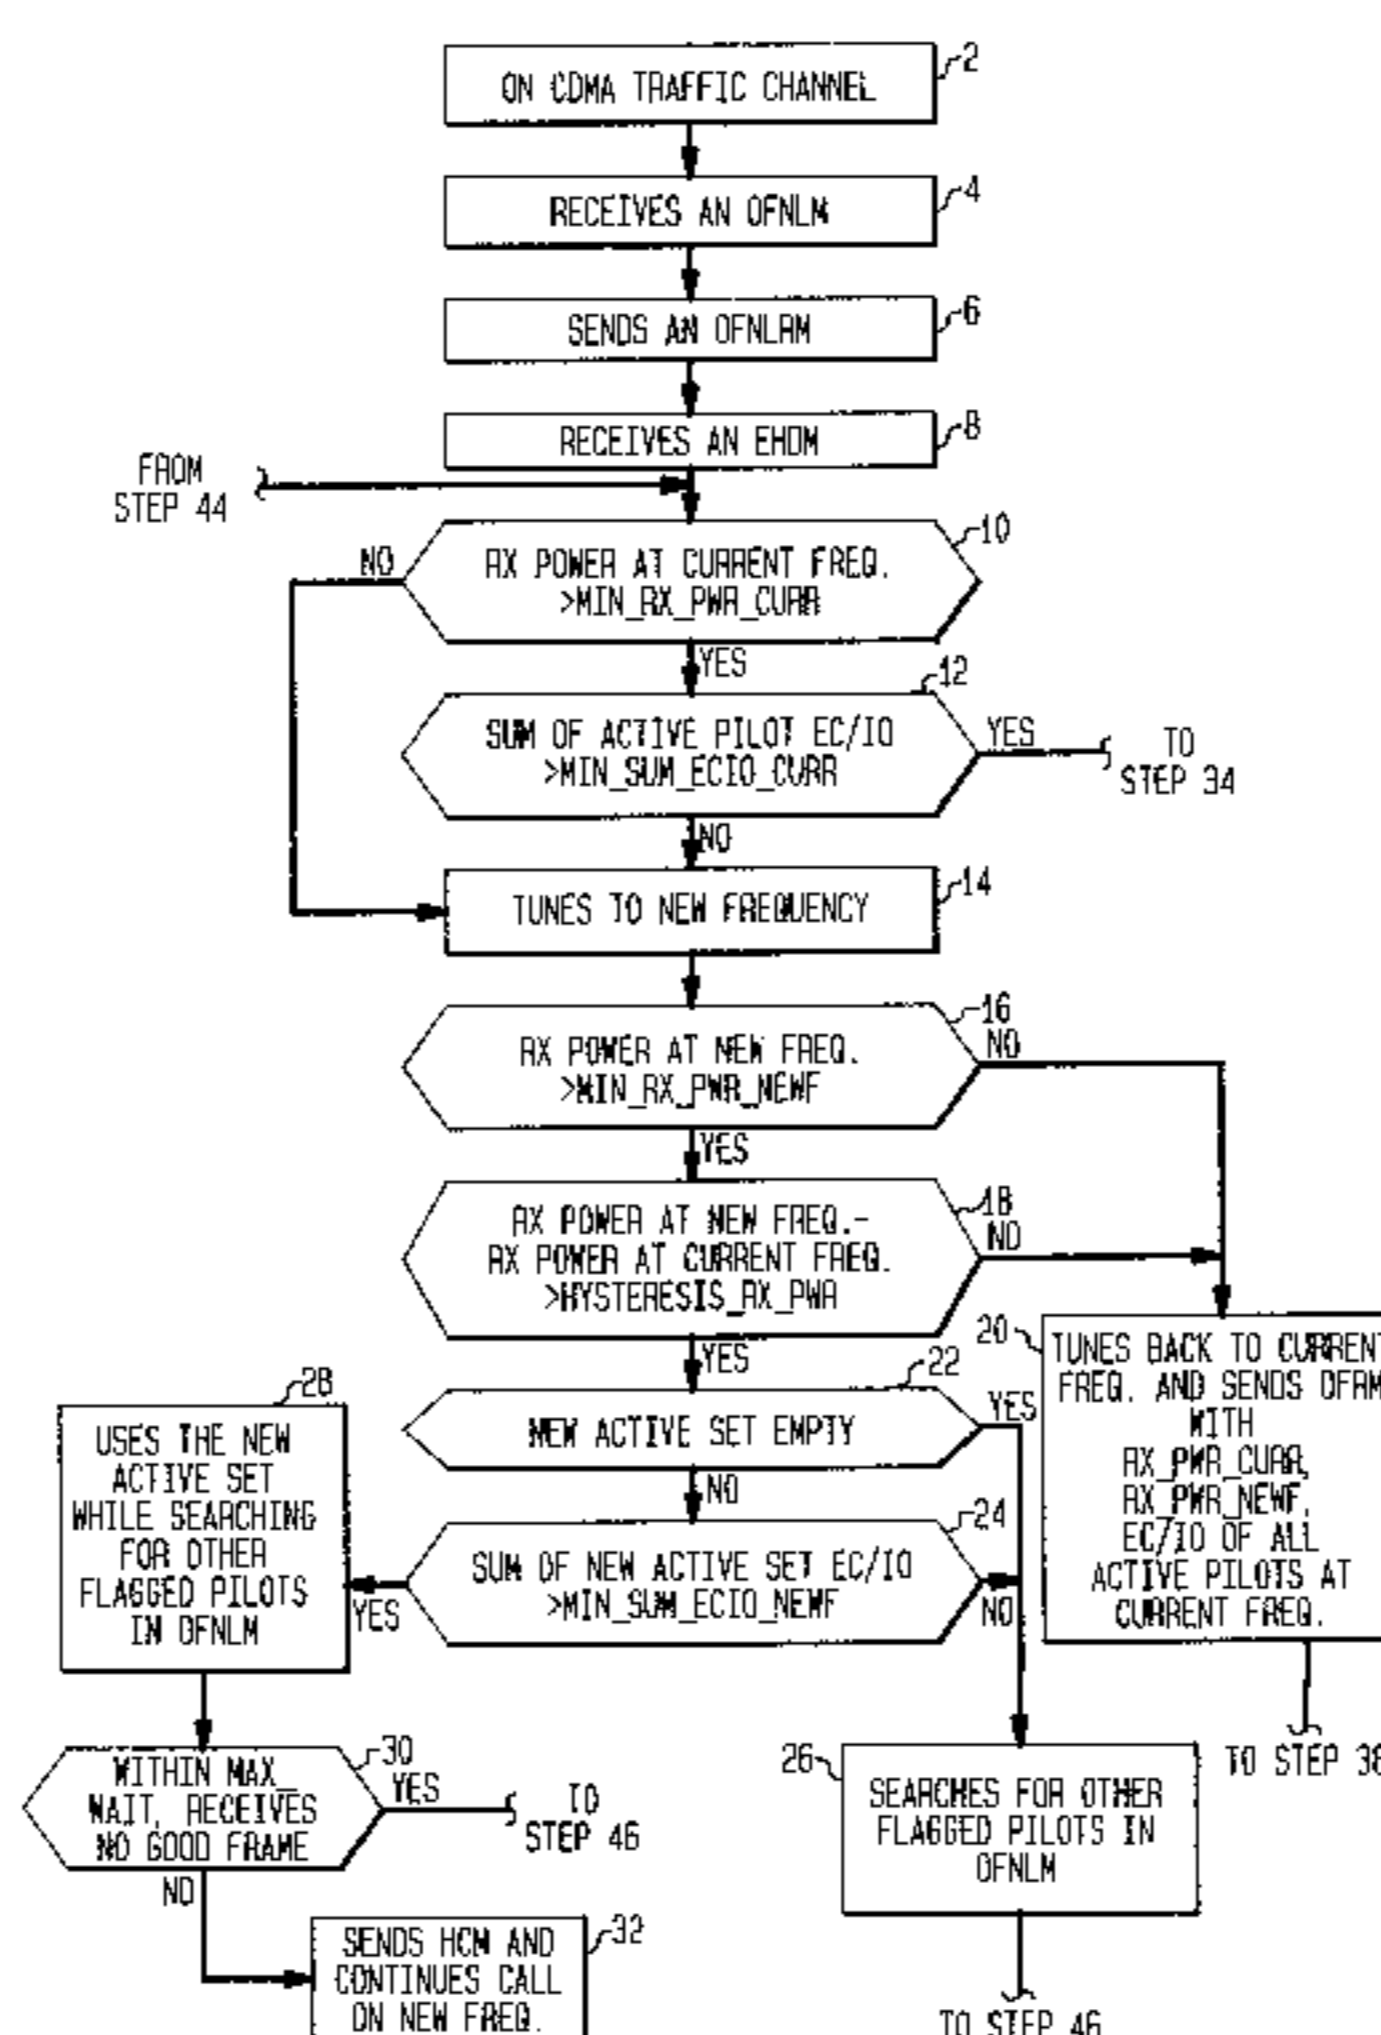 2
ON CDMA TRAFFIC CHANNEL
4
RECEIVES AN OFNLM
6
SENDS AN OFNLRM
8
RECEIVES AN EHDM
FROM
STEP 44
10
NO
RX POWER AT CURRENT FREQ.
>MIN_RX_PWR_CURR
YES
12
SUM OF ACTIVE PILOT EC/IO
>MIN_SUM_ECIO_CURR
YES
TO
STEP 34
NO
14
TUNES TO NEW FREQUENCY
16
NO
RX POWER AT NEW FREQ.
>MIN_RX_PWR_NEWF
YES
18
NO
RX POWER AT NEW FREQ.-
RX POWER AT CURRENT FREQ.
>HYSTERESIS_RX_PWR
YES
20
TUNES BACK TO CURRENT
FREQ. AND SENDS OFRM
WITH
RX_PWR_CURR,
RX_PWR_NEWF,
EC/IO OF ALL
ACTIVE PILOTS AT
CURRENT FREQ.
TO STEP 38
22
NEW ACTIVE SET EMPTY
YES
NO
24
SUM OF NEW ACTIVE SET EC/IO
>MIN_SUM_ECIO_NEWF
NO
YES
28
USES THE NEW
ACTIVE SET
WHILE SEARCHING
FOR OTHER
FLAGGED PILOTS
IN OFNLM
30
WITHIN MAX_
WAIT, RECEIVES
NO GOOD FRAME
YES
TO
STEP 46
NO
26
SEARCHES FOR OTHER
FLAGGED PILOTS IN
OFNLM
TO STEP 46
32
SENDS HCM AND
CONTINUES CALL
ON NEW FREQ.